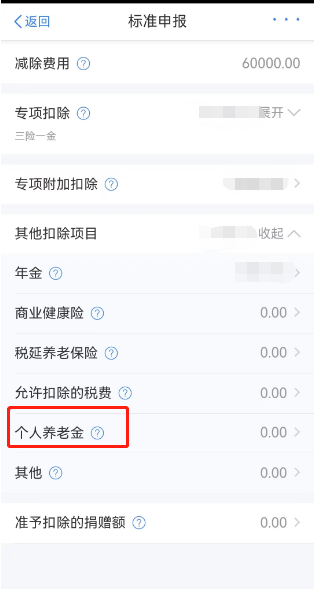 返回 标准申报
减除费用 ? 60000.00
专项扣除 ? 展开
三险一金
专项附加扣除 ?
其他扣除项目 收起
年金 ?
商业健康险 ? 0.00
税延养老保险 ? 0.00
允许扣除的税费 ? 0.00
个人养老金 ? 0.00
其他 ? 0.00
准予扣除的捐赠额 ? 0.00